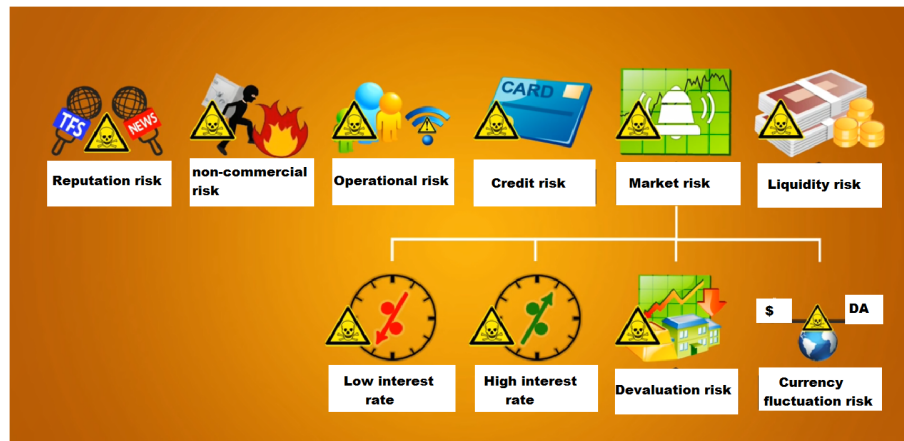 TFS
NEWS
CARD
Reputation risk
non-commercial
risk
Operational risk
Credit risk
Market risk
Liquidity risk
$
DA
Low interest
rate
High interest
rate
Devaluation risk
Currency
fluctuation risk